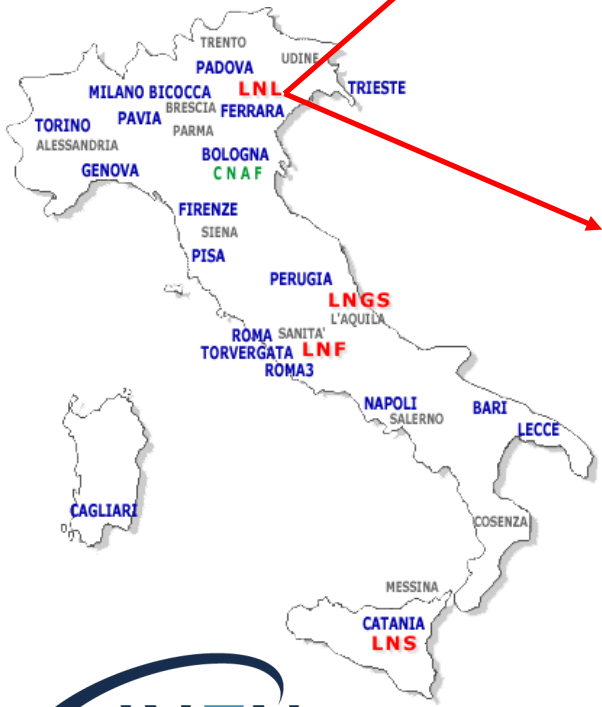 TRENTO
UDINE
PADOVA
MILANO BICOCCA
LNL
TRIESTE
BRESCIA
FERRARA
TORINO
PAVIA
PARMA
ALESSANDRIA
BOLOGNA
GENOVA
CNAF
FIRENZE
SIENA
PISA
PERUGIA
LNGS
L'AQUILA
ROMA
SANITA'
TORVERGATA
LNF
ROMA3
NAPOLI
BARI
SALERNO
LECCE
CAGLIARI
COSENZA
MESSINA
CATANIA
LNS